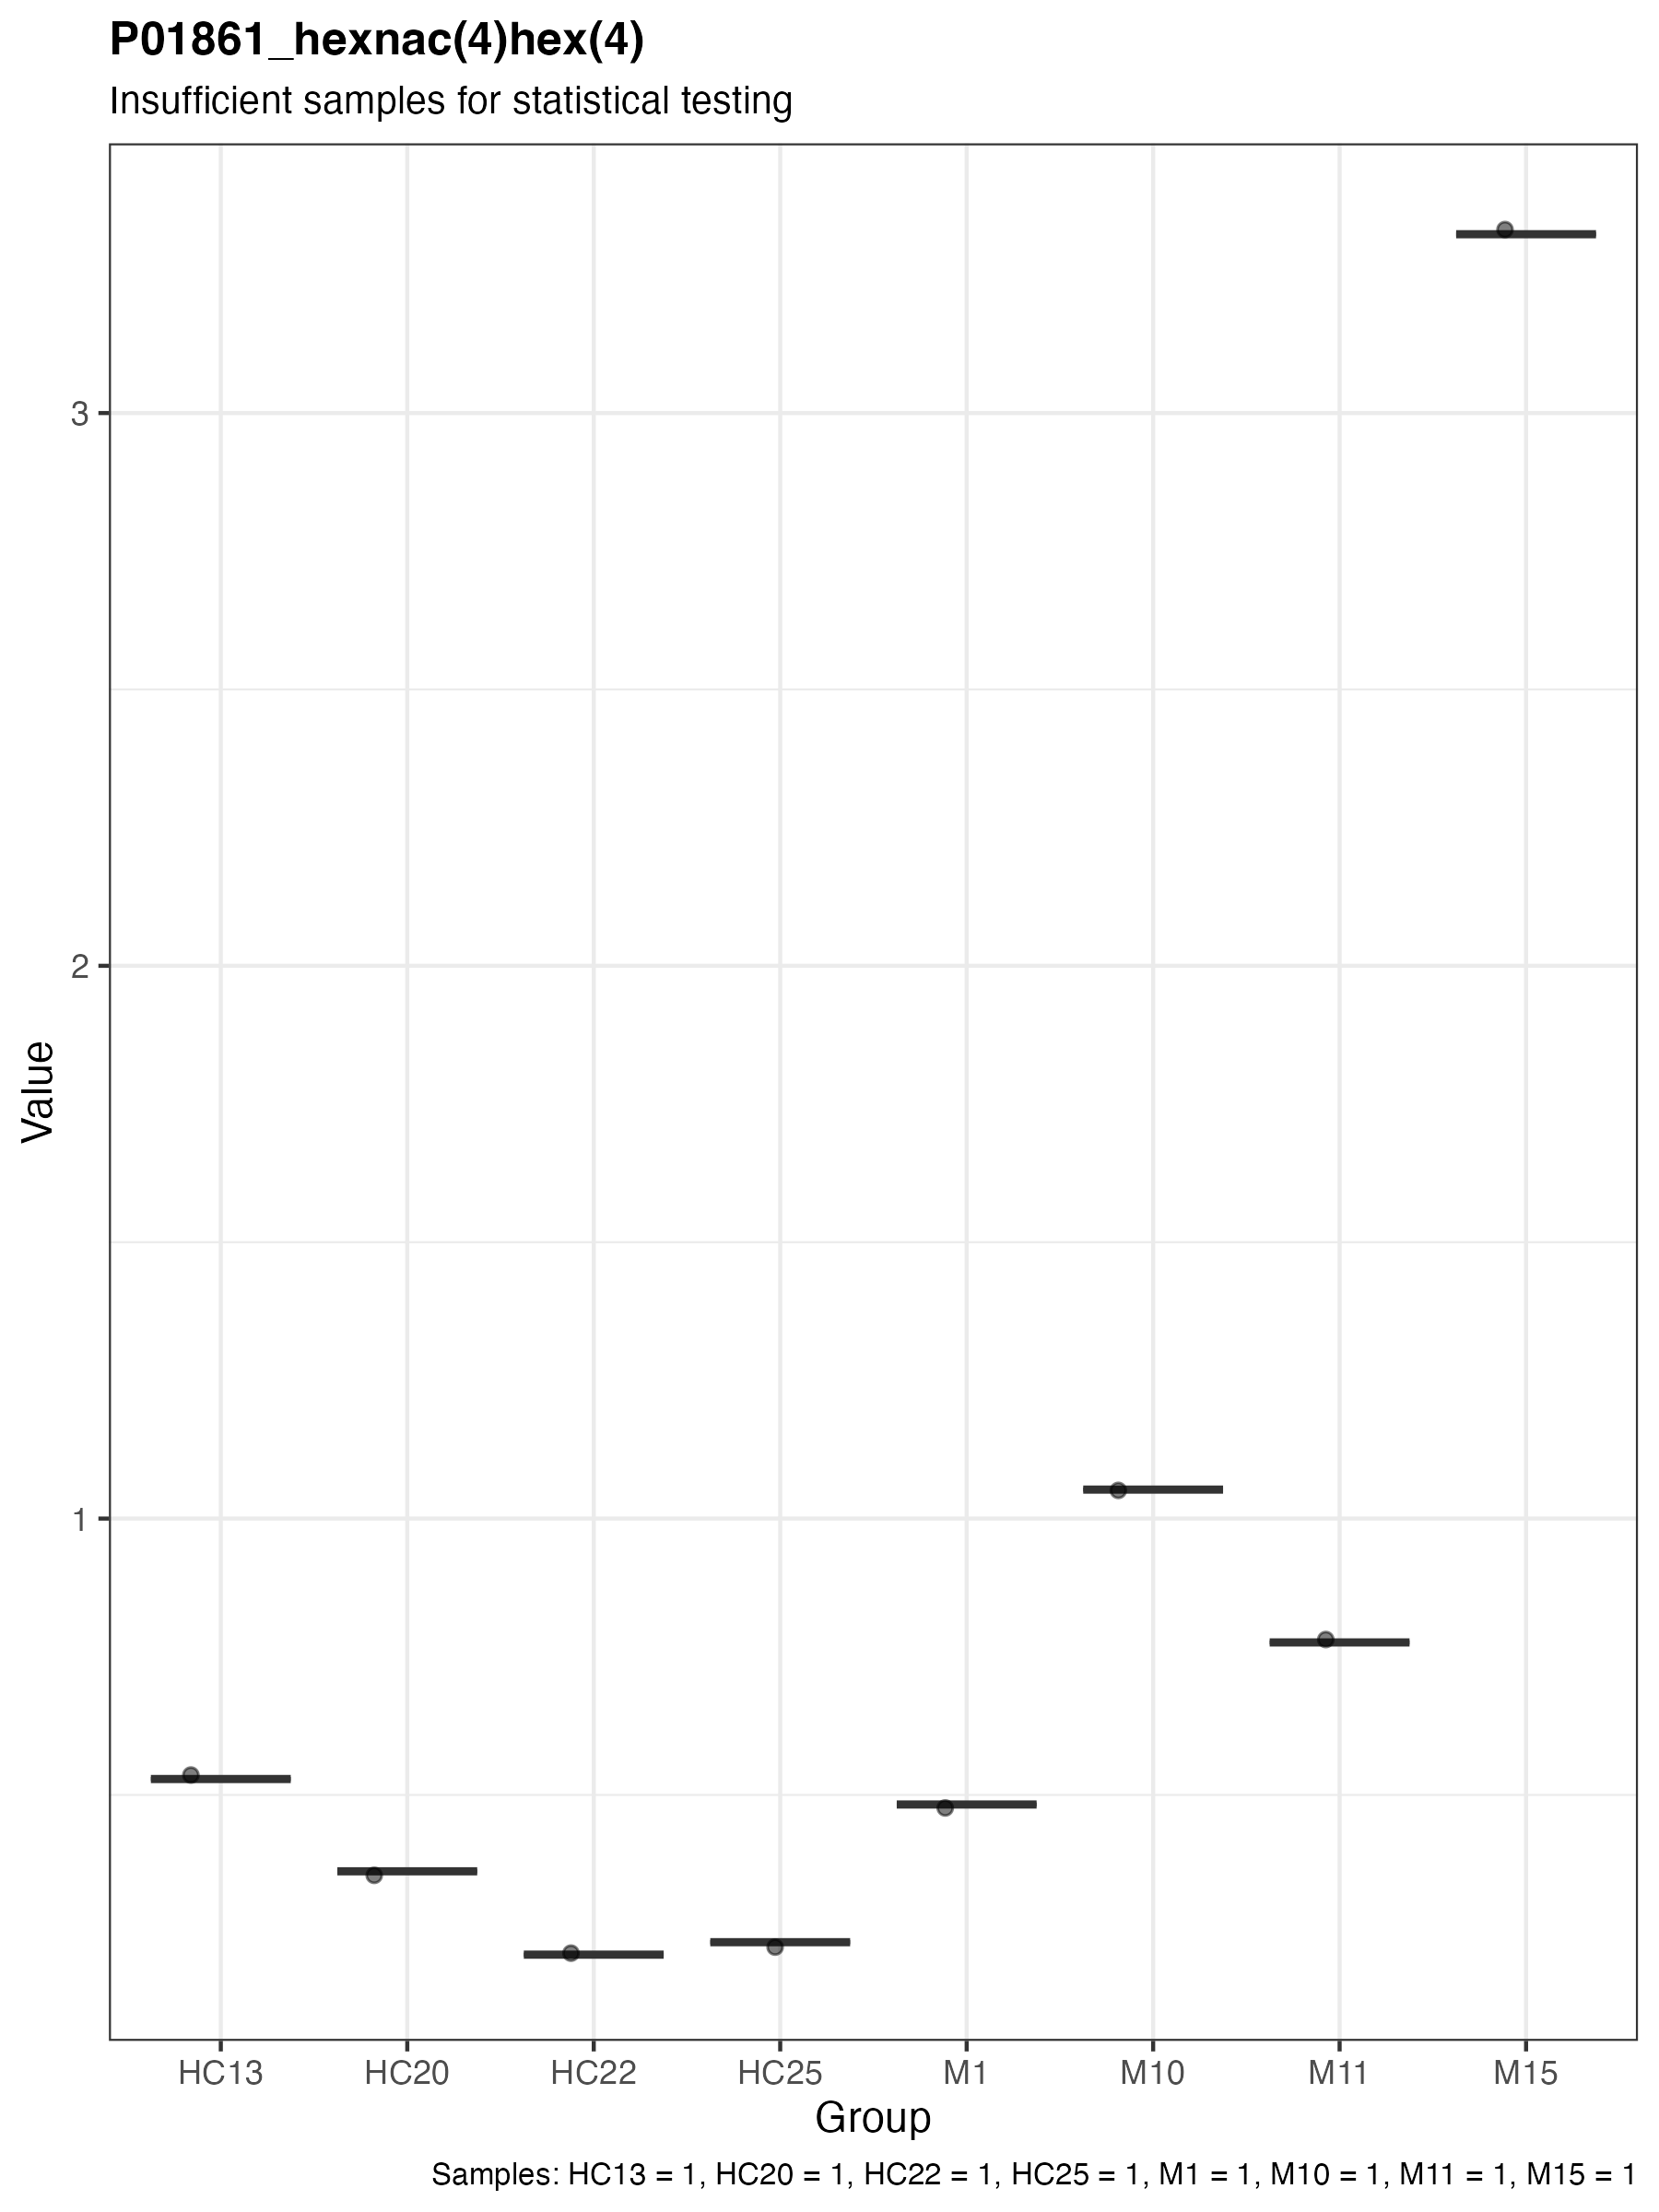 P01861_hexnac(4)hex(4)
Insufficient samples for statistical testing
3
2
1
Value
HC13 HC20 HC22 HC25 M1 M10 M11 M15
Group
Samples: HC13 = 1, HC20 = 1, HC22 = 1, HC25 = 1, M1 = 1, M10 = 1, M11 = 1, M15 = 1